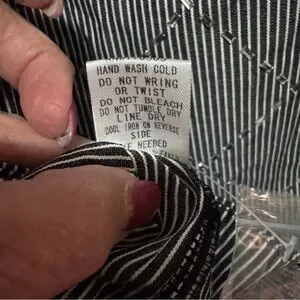 HAND WASH COLD
DO NOT WRING
OR TWIST
DO NOT BLEACH
DO NOT TUMBLE DRY
LINE DRY
COOL IRON ON REVERSE
SIDE
NEEDED